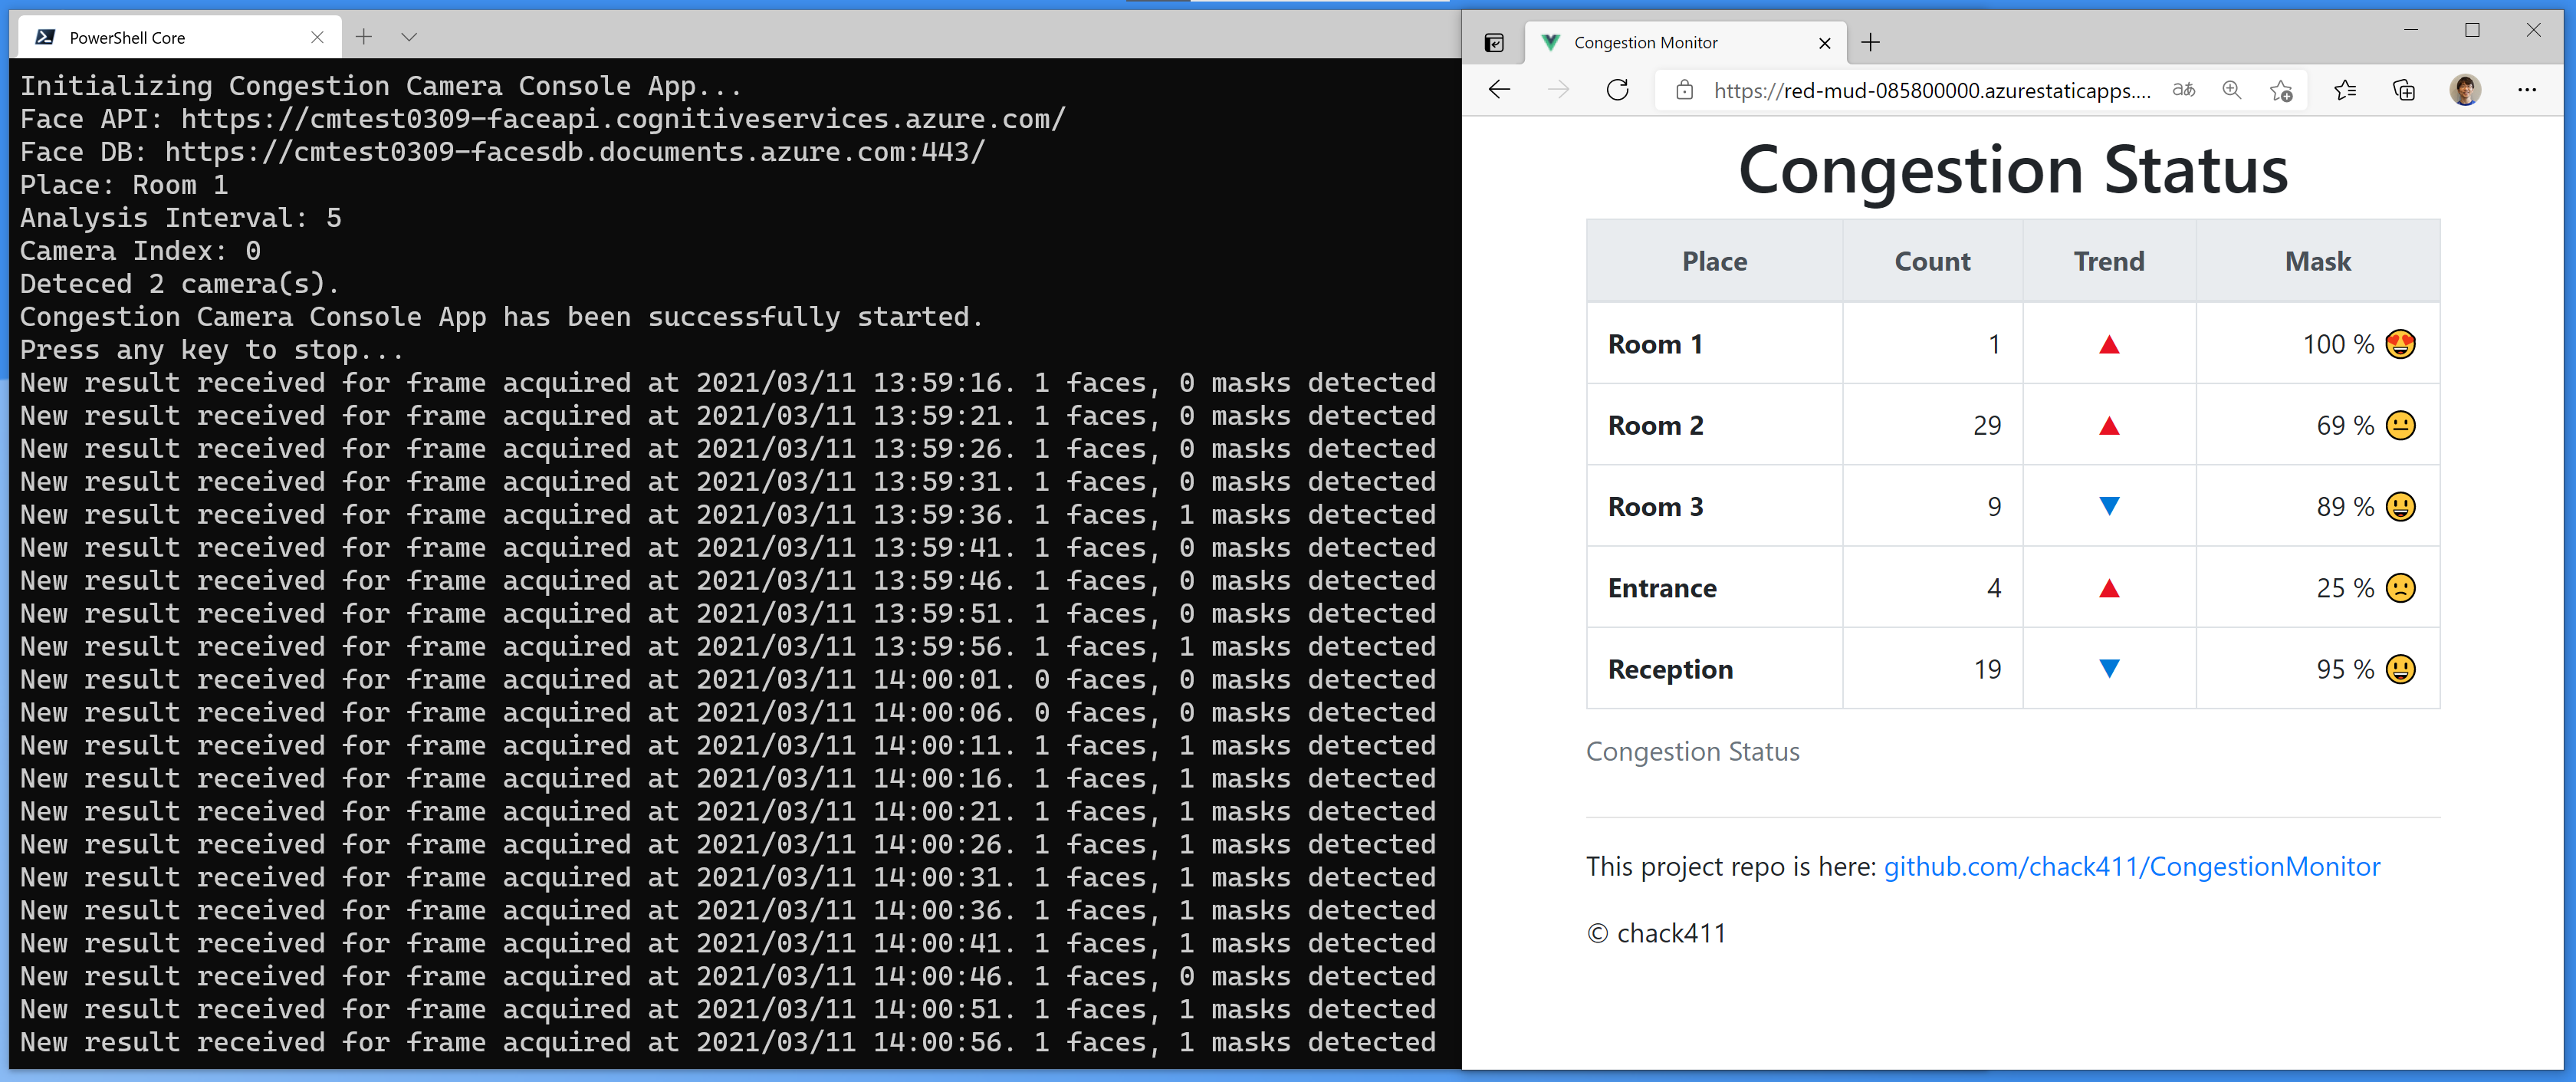 PowerShell Core
Initializing Congestion Camera Console App...
Face API: https://cmtest0309-faceapi.cognitiveservices.azure.com/
Face DB: https://cmtest0309-facesdb.documents.azure.com:443/
Place: Room 1
Analysis Interval: 5
Camera Index: 0
Deteced 2 camera(s).
Congestion Camera Console App has been successfully started.
Press any key to stop...
New result received for frame acquired at 2021/03/11 13:59:16. 1 faces, 0 masks detected
New result received for frame acquired at 2021/03/11 13:59:21. 1 faces, 0 masks detected
New result received for frame acquired at 2021/03/11 13:59:26. 1 faces, 0 masks detected
New result received for frame acquired at 2021/03/11 13:59:31. 1 faces, 0 masks detected
New result received for frame acquired at 2021/03/11 13:59:36. 1 faces, 1 masks detected
New result received for frame acquired at 2021/03/11 13:59:41. 1 faces, 0 masks detected
New result received for frame acquired at 2021/03/11 13:59:46. 1 faces, 0 masks detected
New result received for frame acquired at 2021/03/11 13:59:51. 1 faces, 0 masks detected
New result received for frame acquired at 2021/03/11 13:59:56. 1 faces, 1 masks detected
New result received for frame acquired at 2021/03/11 14:00:01. 0 faces, 0 masks detected
New result received for frame acquired at 2021/03/11 14:00:06. 0 faces, 0 masks detected
New result received for frame acquired at 2021/03/11 14:00:11. 1 faces, 1 masks detected
New result received for frame acquired at 2021/03/11 14:00:16. 1 faces, 1 masks detected
New result received for frame acquired at 2021/03/11 14:00:21. 1 faces, 1 masks detected
New result received for frame acquired at 2021/03/11 14:00:26. 1 faces, 1 masks detected
New result received for frame acquired at 2021/03/11 14:00:31. 1 faces, 1 masks detected
New result received for frame acquired at 2021/03/11 14:00:36. 1 faces, 1 masks detected
New result received for frame acquired at 2021/03/11 14:00:41. 1 faces, 1 masks detected
New result received for frame acquired at 2021/03/11 14:00:46. 1 faces, 0 masks detected
New result received for frame acquired at 2021/03/11 14:00:51. 1 faces, 1 masks detected
New result received for frame acquired at 2021/03/11 14:00:56. 1 faces, 1 masks detected
Congestion Monitor
https://red-mud-085800000.azurestaticapps.... aあ
Congestion Status
Place Count Trend Mask
Room 1 1 ▲ 100 % 😍
Room 2 29 ▲ 69 % 😐
Room 3 9 ▼ 89 % 😀
Entrance 4 ▲ 25 % 🙁
Reception 19 ▼ 95 % 😀
Congestion Status
This project repo is here: github.com/chack411/CongestionMonitor
© chack411